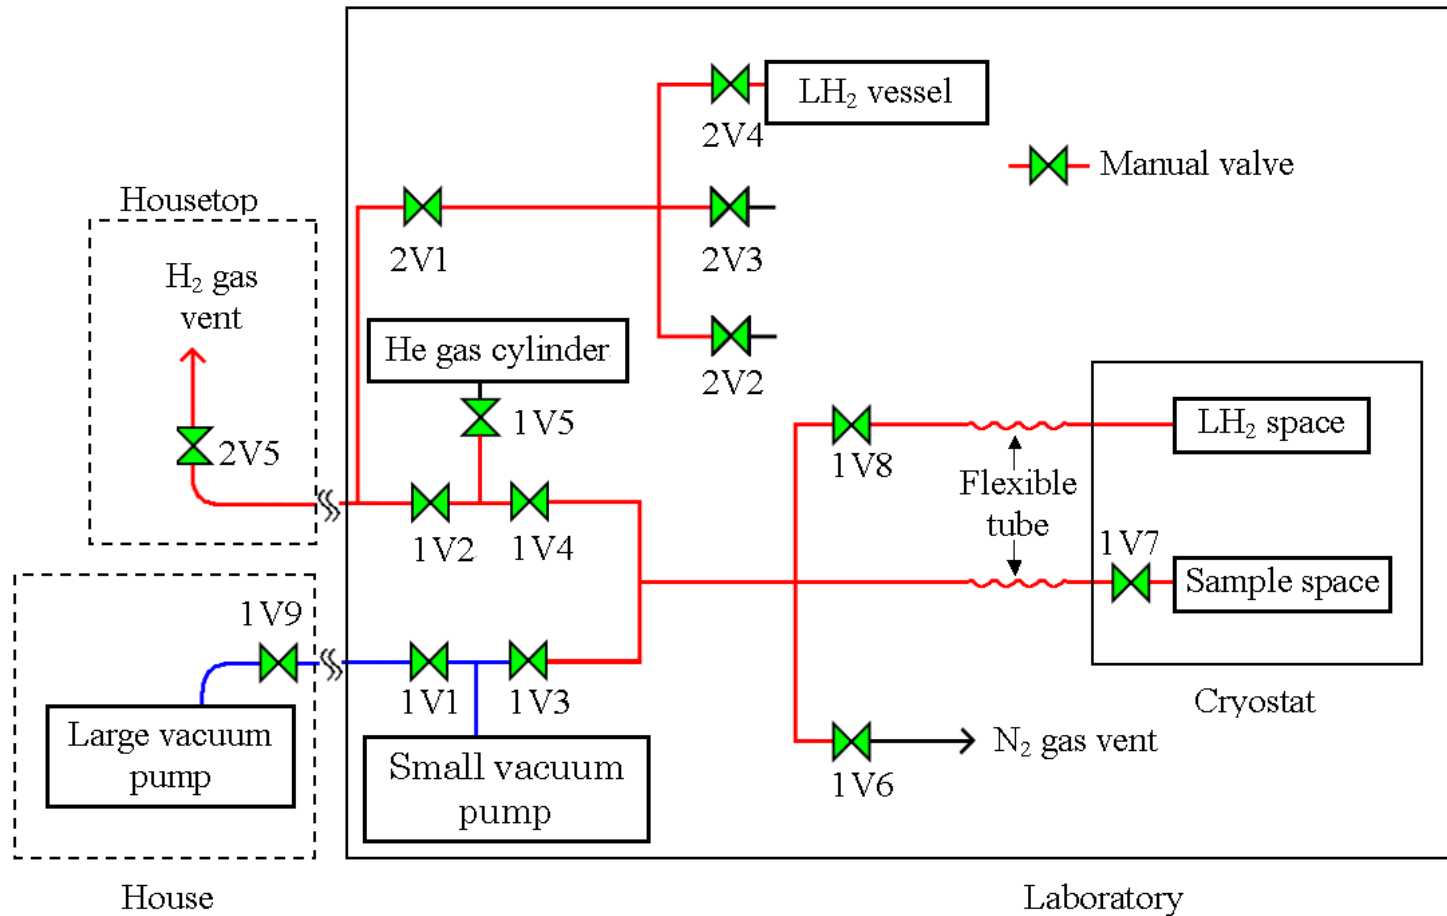 LH₂ vessel
2V4
Manual valve
Housetop
2V1
2V3
H₂ gas
vent
He gas cylinder
2V2
1V5
2V5
1V8
LH₂ space
Flexible
tube
1V2
1V4
1V7
Sample space
1V9
1V1
1V3
Cryostat
Large vacuum
pump
Small vacuum
pump
N₂ gas vent
1V6
House
Laboratory